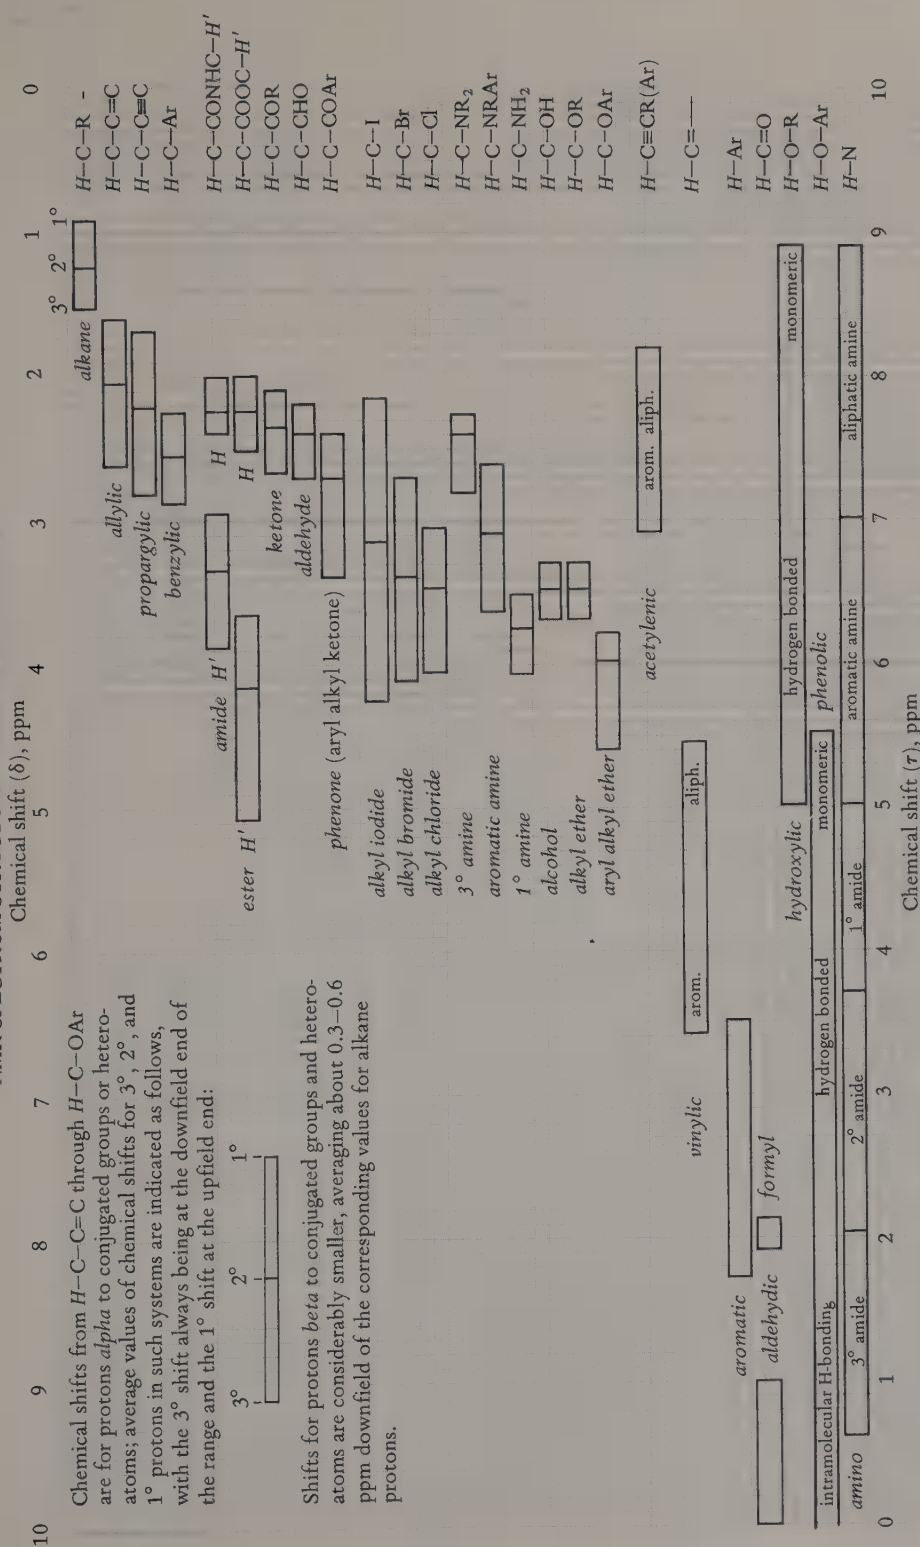 Chemical shift (δ), ppm
10 9 8 7 6 5 4 3 2 1 0
Chemical shifts from H—C—C=C through H—C—OAr
are for protons alpha to conjugated groups or hetero-
atoms; average values of chemical shifts for 3°, 2°, and
1° protons in such systems are indicated as follows,
with the 3° shift always being at the downfield end of
the range and the 1° shift at the upfield end:
3° 2° 1°
Shifts for protons beta to conjugated groups and hetero-
atoms are considerably smaller, averaging about 0.3–0.6
ppm downfield of the corresponding values for alkane
protons.
3° 2° 1°
alkane H—C—R -
allylic H—C—C=C
propargylic H—C—C≡C
benzylic H—C—Ar
amide H' H H—C—CONHC—H'
ester H' H H—C—COOC—H'
ketone H—C—COR
aldehyde H—C—CHO
phenone (aryl alkyl ketone) H—C—COAr
alkyl iodide H—C—I
alkyl bromide H—C—Br
alkyl chloride H—C—Cl
3° amine H—C—NR2
aromatic amine H—C—NRAr
1° amine H—C—NH2
alcohol H—C—OH
alkyl ether H—C—OR
aryl alkyl ether H—C—OAr
acetylenic arom. aliph. H—C≡CR(Ar)
vinylic arom. aliph. H—C=—
aromatic H—Ar
aldehydic formyl H—C=O
hydroxylic hydrogen bonded monomeric H—O—R
intramolecular H-bonding hydrogen bonded monomeric phenolic H—O—Ar
amino 3° amide 2° amide 1° amide aromatic amine aliphatic amine H—N
0 1 2 3 4 5 6 7 8 9 10
Chemical shift (τ), ppm